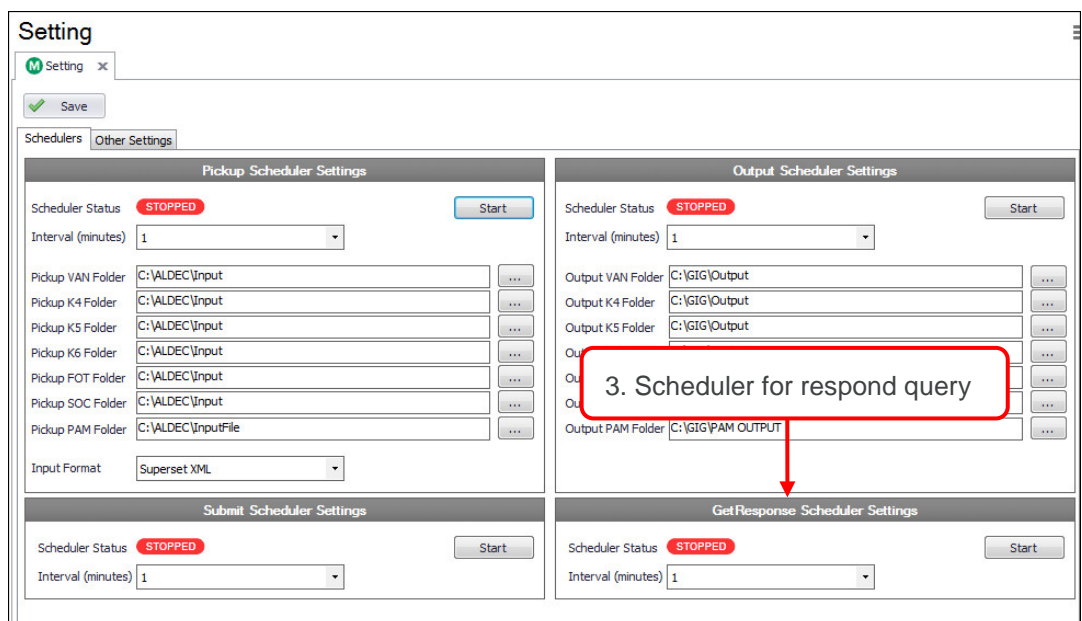 Setting
M Setting x
Save
Schedulers Other Settings
Pickup Scheduler Settings
Scheduler Status STOPPED Start
Interval (minutes) 1
Pickup VAN Folder C:\ALDEC\Input ...
Pickup K4 Folder C:\ALDEC\Input ...
Pickup K5 Folder C:\ALDEC\Input ...
Pickup K6 Folder C:\ALDEC\Input ...
Pickup FOT Folder C:\ALDEC\Input ...
Pickup SOC Folder C:\ALDEC\Input ...
Pickup PAM Folder C:\ALDEC\InputFile ...
Input Format Superset XML
Output Scheduler Settings
Scheduler Status STOPPED Start
Interval (minutes) 1
Output VAN Folder C:\GIG\Output ...
Output K4 Folder C:\GIG\Output ...
Output K5 Folder C:\GIG\Output ...
...
...
...
3. Scheduler for respond query
Output PAM Folder C:\GIG\PAM OUTPUT ...
Submit Scheduler Settings
Scheduler Status STOPPED Start
Interval (minutes) 1
GetResponse Scheduler Settings
Scheduler Status STOPPED Start
Interval (minutes) 1